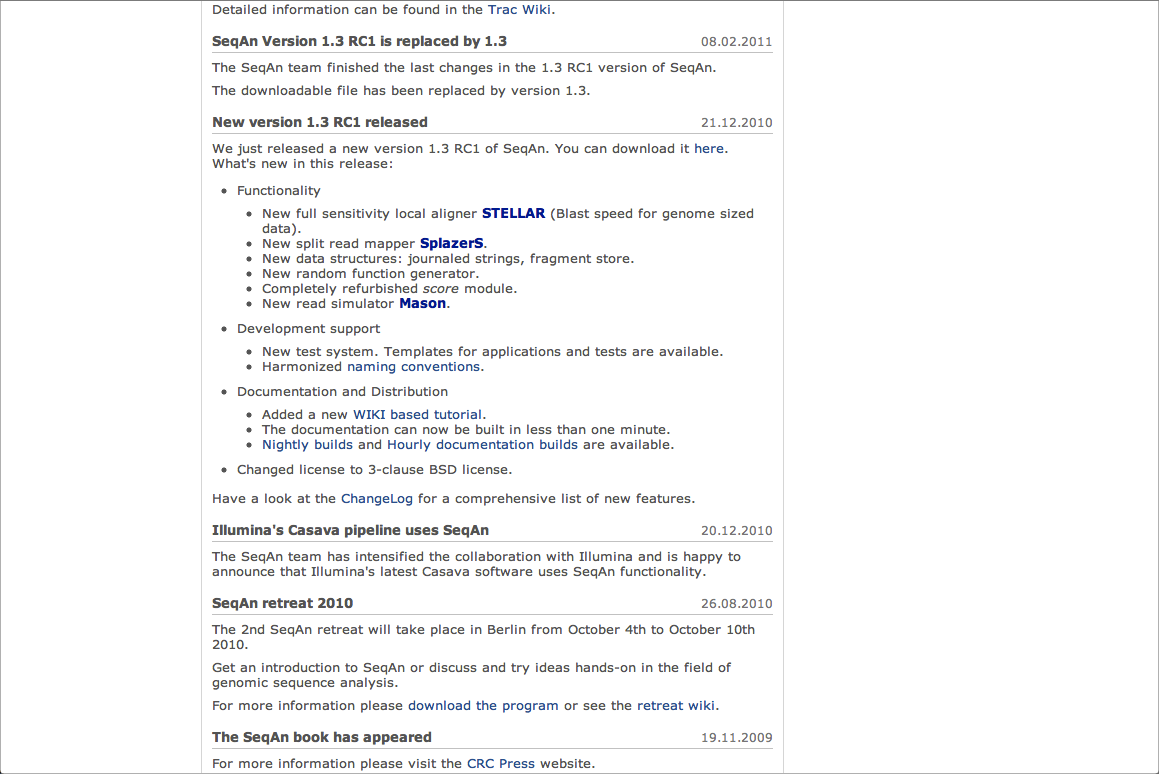 Detailed information can be found in the Trac Wiki.
SeqAn Version 1.3 RC1 is replaced by 1.3 08.02.2011
The SeqAn team finished the last changes in the 1.3 RC1 version of SeqAn.
The downloadable file has been replaced by version 1.3.
New version 1.3 RC1 released 21.12.2010
We just released a new version 1.3 RC1 of SeqAn. You can download it here.
What's new in this release:
• Functionality
• New full sensitivity local aligner STELLAR (Blast speed for genome sized
data).
• New split read mapper SplazerS.
• New data structures: journaled strings, fragment store.
• New random function generator.
• Completely refurbished score module.
• New read simulator Mason.
• Development support
• New test system. Templates for applications and tests are available.
• Harmonized naming conventions.
• Documentation and Distribution
• Added a new WIKI based tutorial.
• The documentation can now be built in less than one minute.
• Nightly builds and Hourly documentation builds are available.
• Changed license to 3-clause BSD license.
Have a look at the ChangeLog for a comprehensive list of new features.
Illumina's Casava pipeline uses SeqAn 20.12.2010
The SeqAn team has intensified the collaboration with Illumina and is happy to
announce that Illumina's latest Casava software uses SeqAn functionality.
SeqAn retreat 2010 26.08.2010
The 2nd SeqAn retreat will take place in Berlin from October 4th to October 10th
2010.
Get an introduction to SeqAn or discuss and try ideas hands-on in the field of
genomic sequence analysis.
For more information please download the program or see the retreat wiki.
The SeqAn book has appeared 19.11.2009
For more information please visit the CRC Press website.